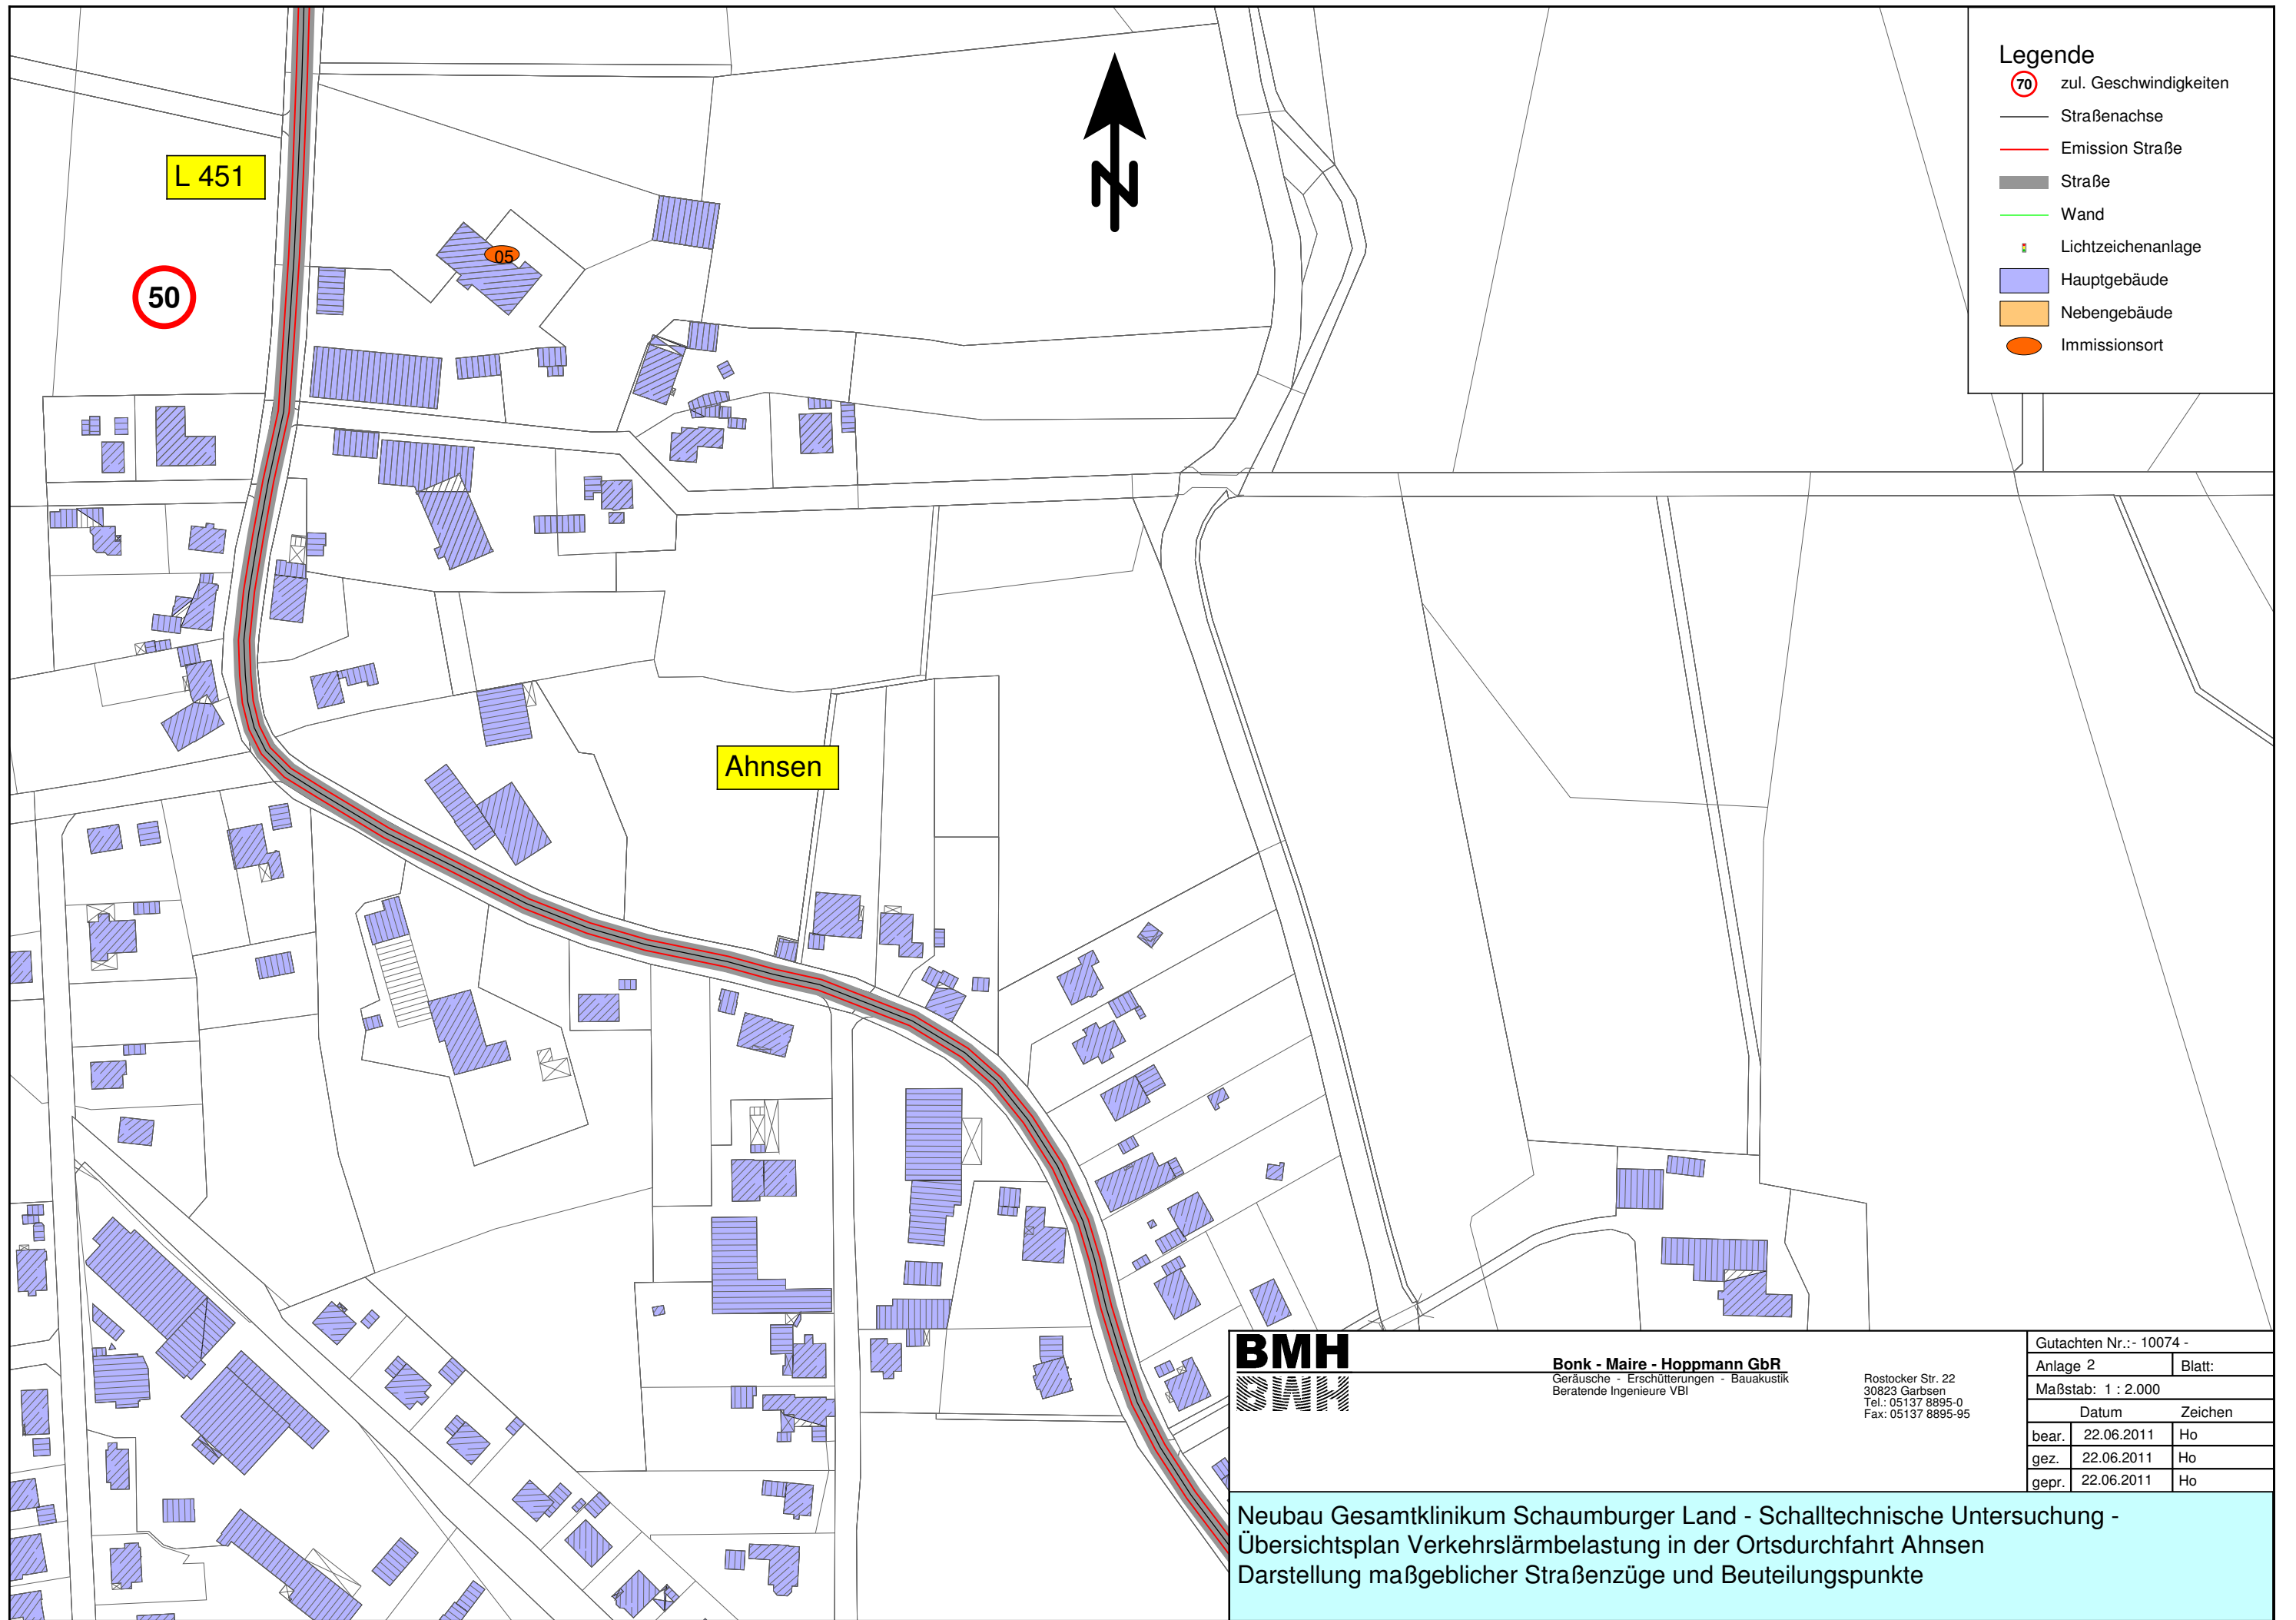 L 451
50
05
N
Ahnsen
Legende
70 zul. Geschwindigkeiten
Straßenachse
Emission Straße
Straße
Wand
Lichtzeichenanlage
Hauptgebäude
Nebengebäude
Immissionsort
BMH
BMH
Bonk - Maire - Hoppmann GbR
Geräusche - Erschütterungen - Bauakustik
Beratende Ingenieure VBI
Rostocker Str. 22
30823 Garbsen
Tel.: 05137 8895-0
Fax: 05137 8895-95
Gutachten Nr.:- 10074 -
Anlage 2 Blatt:
Maßstab: 1 : 2.000
Datum Zeichen
bear. 22.06.2011 Ho
gez. 22.06.2011 Ho
gepr. 22.06.2011 Ho
Neubau Gesamtklinikum Schaumburger Land - Schalltechnische Untersuchung -
Übersichtsplan Verkehrslärmbelastung in der Ortsdurchfahrt Ahnsen
Darstellung maßgeblicher Straßenzüge und Beuteilungspunkte